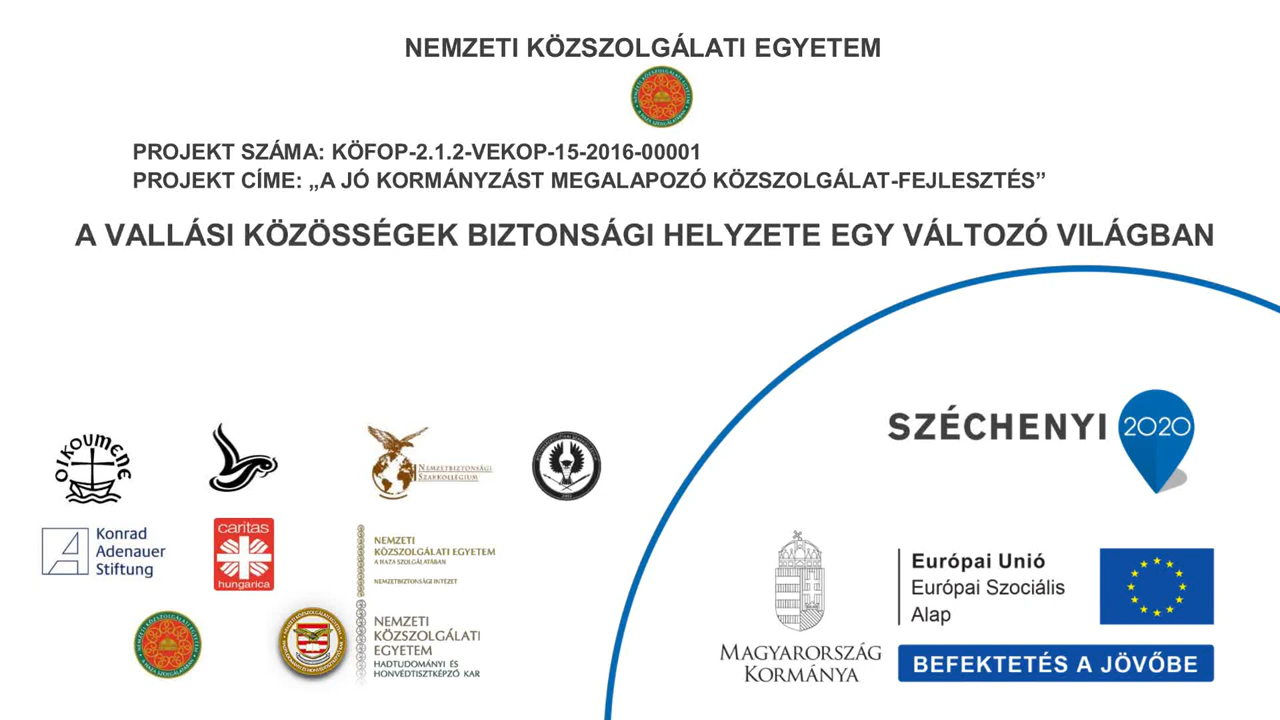 NEMZETI KÖZSZOLGÁLATI EGYETEM
PROJEKT SZÁMA: KÖFOP-2.1.2-VEKOP-15-2016-00001
PROJEKT CÍME: „A JÓ KORMÁNYZÁST MEGALAPOZÓ KÖZSZOLGÁLAT-FEJLESZTÉS”
A VALLÁSI KÖZÖSSÉGEK BIZTONSÁGI HELYZETE EGY VÁLTOZÓ VILÁGBAN
SZÉCHENYI 2020
OIKOUMENE
NEMZETBIZTONSÁGI
SZAKKOLLÉGIUM
Konrad
Adenauer
Stiftung
caritas
hungarica
NEMZETI
KÖZSZOLGÁLATI EGYETEM
A HAZA SZOLGÁLATÁBAN
NEMZETBIZTONSÁGI INTÉZET
NEMZETI
KÖZSZOLGÁLATI
EGYETEM
HADTUDOMÁNYI ÉS
HONVÉDTISZTKÉPZŐ KAR
MAGYARORSZÁG
KORMÁNYA
Európai Unió
Európai Szociális
Alap
BEFEKTETÉS A JÖVŐBE